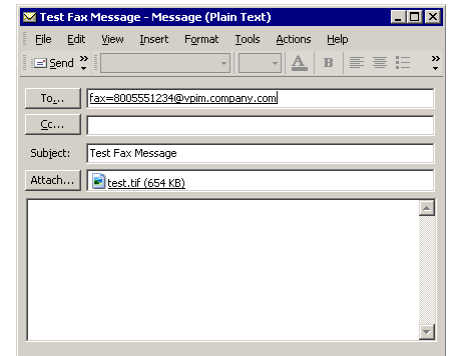 Test Fax Message - Message (Plain Text)
File Edit View Insert Format Tools Actions Help
Send A B
To... fax=8005551234@vpim.company.com
Cc...
Subject: Test Fax Message
Attach... test.tif (654 KB)